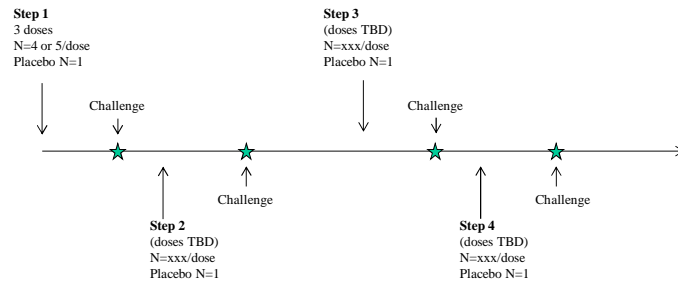 Step 1
3 doses
N=4 or 5/dose
Placebo N=1
Challenge
Step 2
(doses TBD)
N=xxx/dose
Placebo N=1
Challenge
Step 3
(doses TBD)
N=xxx/dose
Placebo N=1
Challenge
Step 4
(doses TBD)
N=xxx/dose
Placebo N=1
Challenge